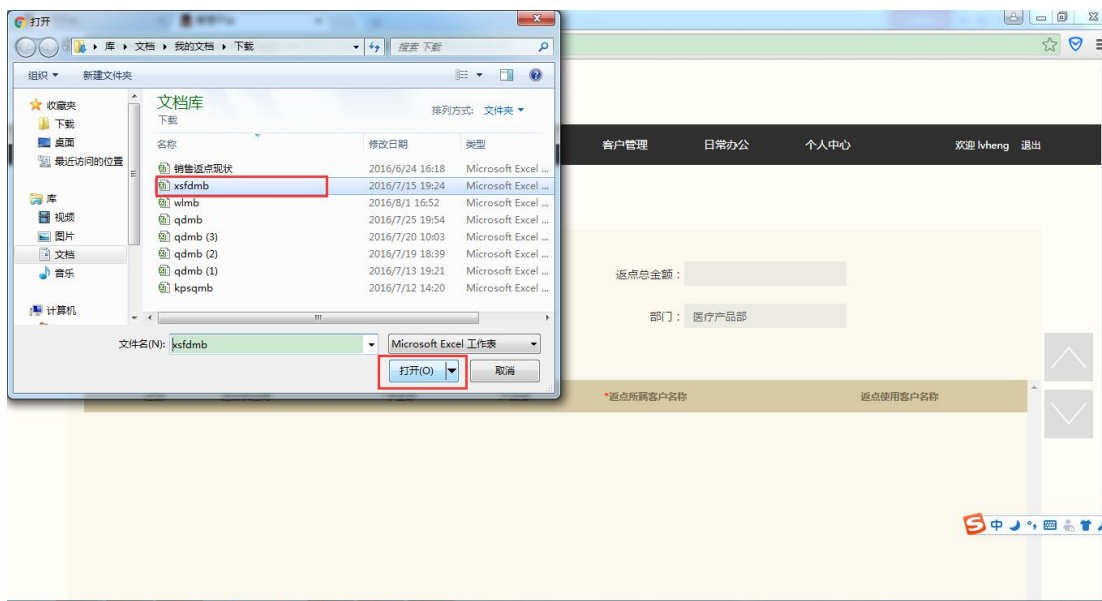 打开
库 ▸ 文档 ▸ 我的文档 ▸ 下载
搜索 下载
组织 新建文件夹
收藏夹
下载
桌面
最近访问的位置
库
视频
图片
文档
音乐
计算机
文档库
下载
排列方式: 文件夹
名称 修改日期 类型
销售返点现状 2016/6/24 16:18 Microsoft Excel ...
xsfdmb 2016/7/15 19:24 Microsoft Excel ...
wlmb 2016/8/1 16:52 Microsoft Excel ...
qdmb 2016/7/25 19:54 Microsoft Excel ...
qdmb (3) 2016/7/20 10:03 Microsoft Excel ...
qdmb (2) 2016/7/19 18:39 Microsoft Excel ...
qdmb (1) 2016/7/13 19:21 Microsoft Excel ...
kpsqmb 2016/7/12 14:20 Microsoft Excel ...
文件名(N): xsfdmb Microsoft Excel 工作表
打开(O) 取消
客户管理 日常办公 个人中心 欢迎 lvheng 退出
返点总金额:
部门: 医疗产品部
*返点所属客户名称 返点使用客户名称
中